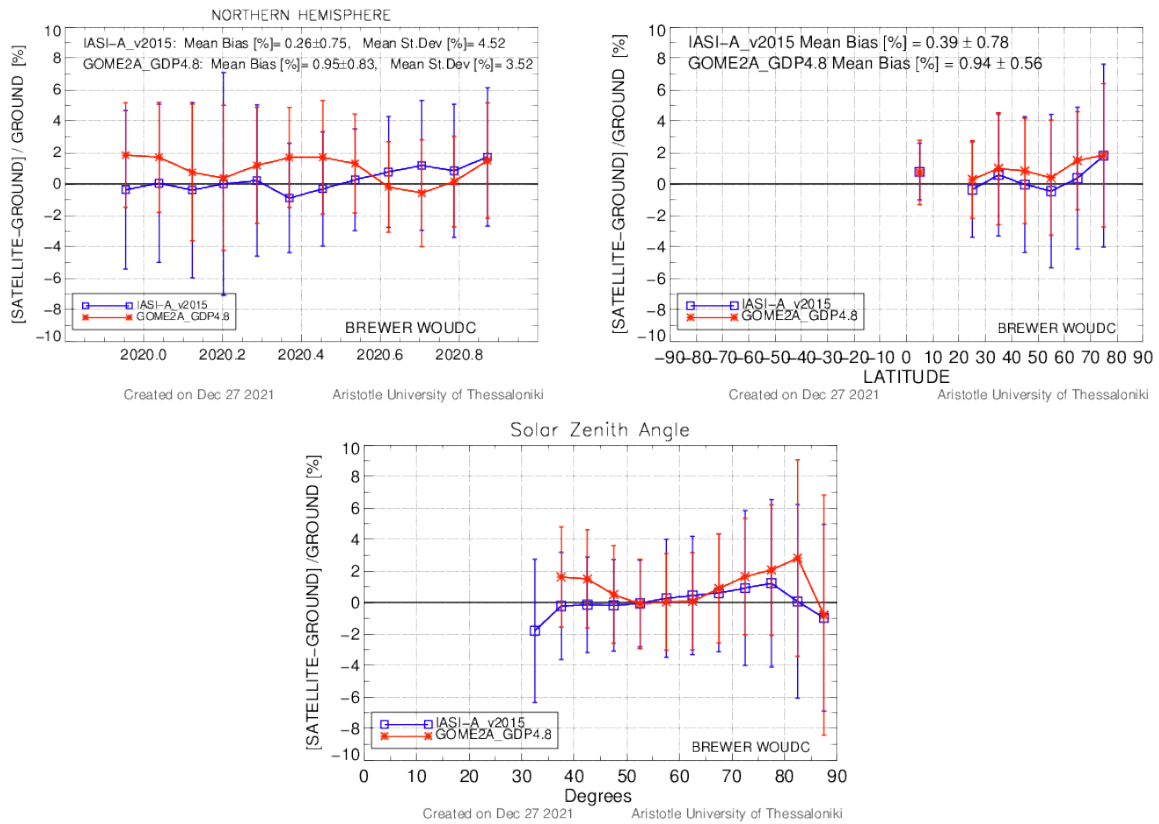 NORTHERN HEMISPHERE
[SATELLITE-GROUND] / GROUND [%]
10
8
6
4
2
0
-2
-4
-6
-8
-10
IASI-A_v2015: Mean Bias [%]= 0.26±0.75, Mean St.Dev [%]= 4.52
GOME2A_GDP4.8: Mean Bias [%]= 0.95±0.83, Mean St.Dev [%]= 3.52
IASI-A_v2015
GOME2A_GDP4.8
BREWER WOUDC
2020.0 2020.2 2020.4 2020.6 2020.8
Created on Dec 27 2021 Aristotle University of Thessaloniki
[SATELLITE-GROUND] /GROUND [%]
10
8
6
4
2
0
-2
-4
-6
-8
-10
IASI-A_v2015 Mean Bias [%] = 0.39 ± 0.78
GOME2A_GDP4.8 Mean Bias [%] = 0.94 ± 0.56
IASI-A_v2015
GOME2A_GDP4.8
BREWER WOUDC
-90-80-70-60-50-40-30-20-10 0 10 20 30 40 50 60 70 80 90
LATITUDE
Created on Dec 27 2021 Aristotle University of Thessaloniki
Solar Zenith Angle
[SATELLITE-GROUND] /GROUND [%]
10
8
6
4
2
0
-2
-4
-6
-8
-10
IASI-A_v2015
GOME2A_GDP4.8
BREWER WOUDC
0 10 20 30 40 50 60 70 80 90
Degrees
Created on Dec 27 2021 Aristotle University of Thessaloniki